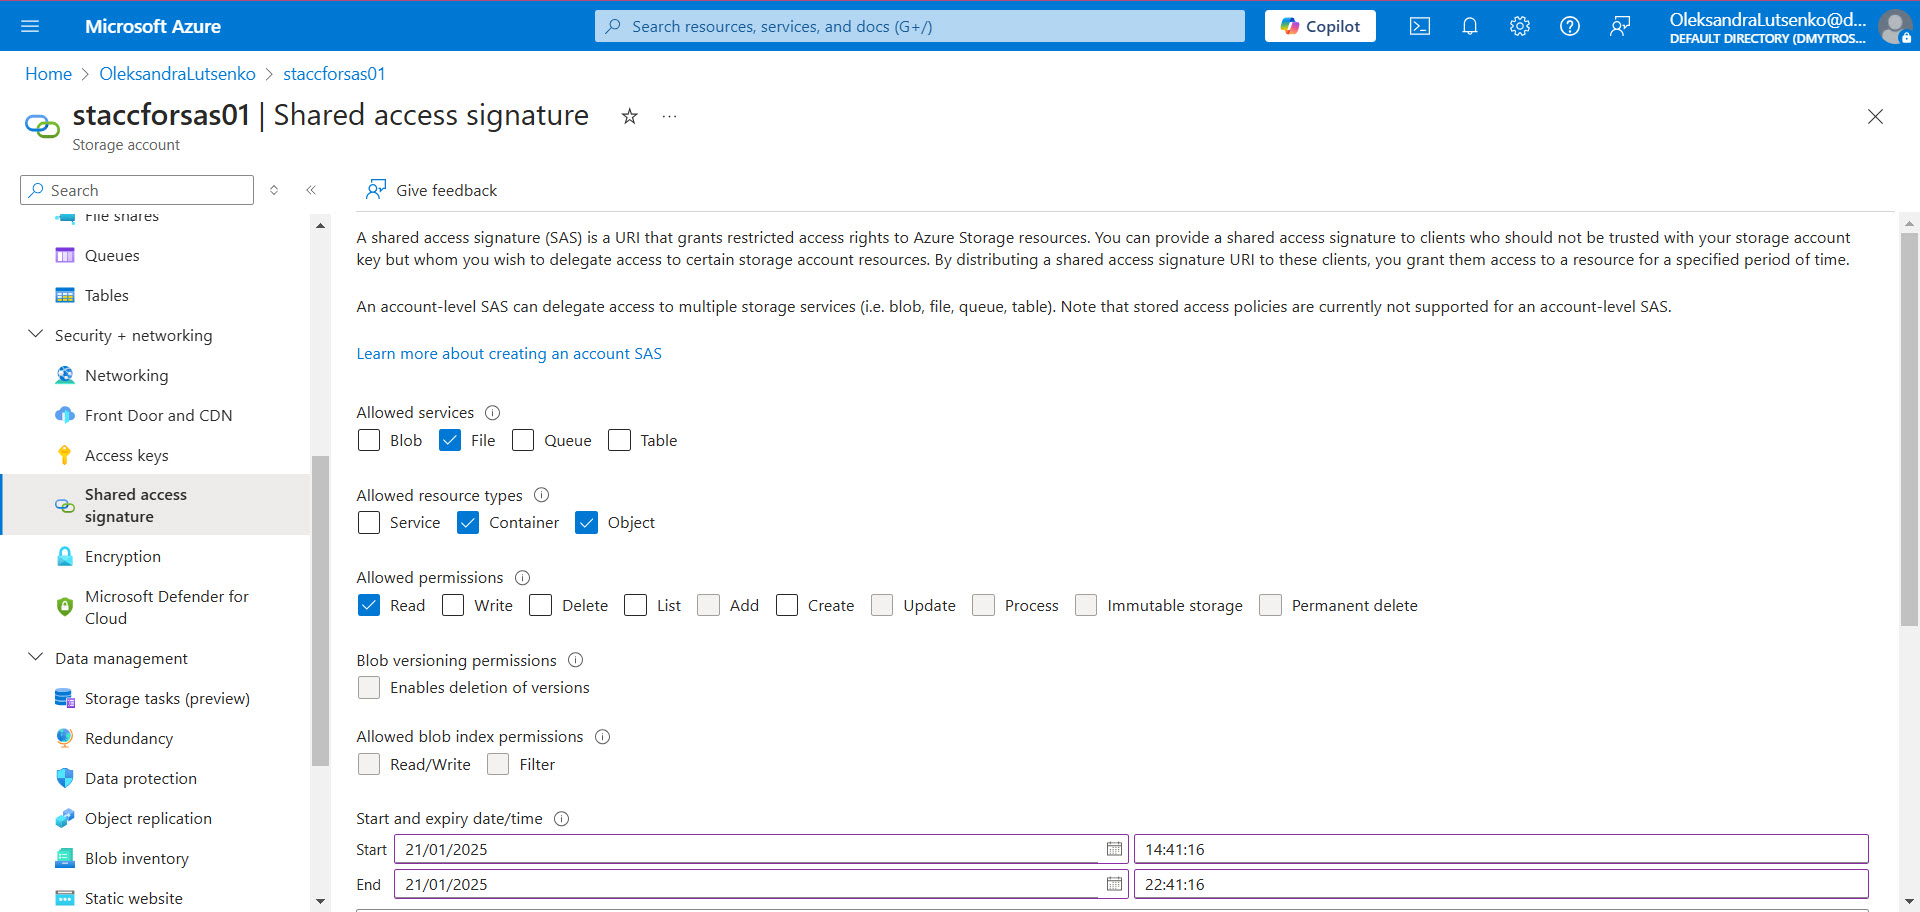 Microsoft Azure
Search resources, services, and docs (G+/)
Copilot
OleksandraLutsenko@d...
DEFAULT DIRECTORY (DMYTROS...
Home > OleksandraLutsenko > staccforsas01
staccforsas01 | Shared access signature
Storage account
Search
Give feedback
File shares
Queues
Tables
Security + networking
Networking
Front Door and CDN
Access keys
Shared access
signature
Encryption
Microsoft Defender for
Cloud
Data management
Storage tasks (preview)
Redundancy
Data protection
Object replication
Blob inventory
Static website
A shared access signature (SAS) is a URI that grants restricted access rights to Azure Storage resources. You can provide a shared access signature to clients who should not be trusted with your storage account
key but whom you wish to delegate access to certain storage account resources. By distributing a shared access signature URI to these clients, you grant them access to a resource for a specified period of time.
An account-level SAS can delegate access to multiple storage services (i.e. blob, file, queue, table). Note that stored access policies are currently not supported for an account-level SAS.
Learn more about creating an account SAS
Allowed services
Blob File Queue Table
Allowed resource types
Service Container Object
Allowed permissions
Read Write Delete List Add Create Update Process Immutable storage Permanent delete
Blob versioning permissions
Enables deletion of versions
Allowed blob index permissions
Read/Write Filter
Start and expiry date/time
Start 21/01/2025 14:41:16
End 21/01/2025 22:41:16